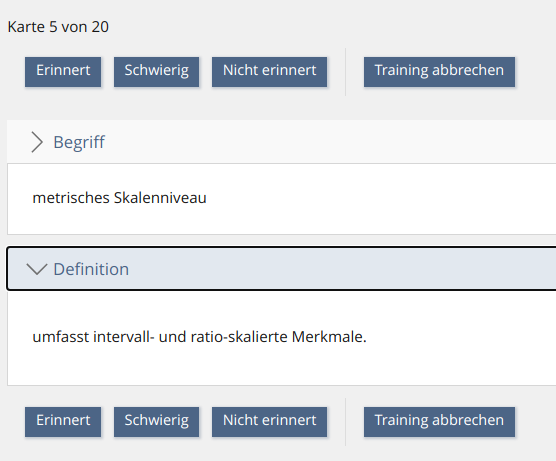 Karte 5 von 20
Erinnert Schwierig Nicht erinnert Training abbrechen
Begriff
metrisches Skalenniveau
Definition
umfasst intervall- und ratio-skalierte Merkmale.
Erinnert Schwierig Nicht erinnert Training abbrechen